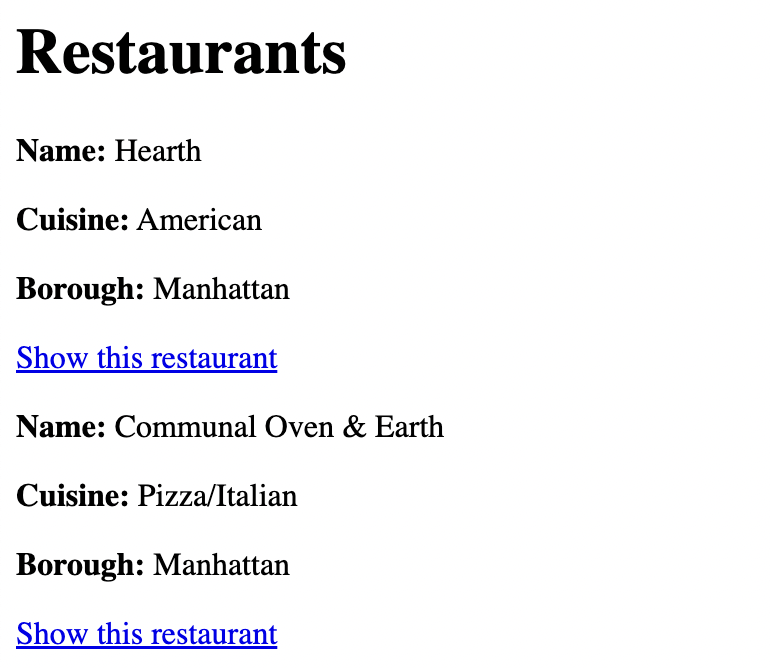 Restaurants
Name: Hearth
Cuisine: American
Borough: Manhattan
Show this restaurant
Name: Communal Oven & Earth
Cuisine: Pizza/Italian
Borough: Manhattan
Show this restaurant